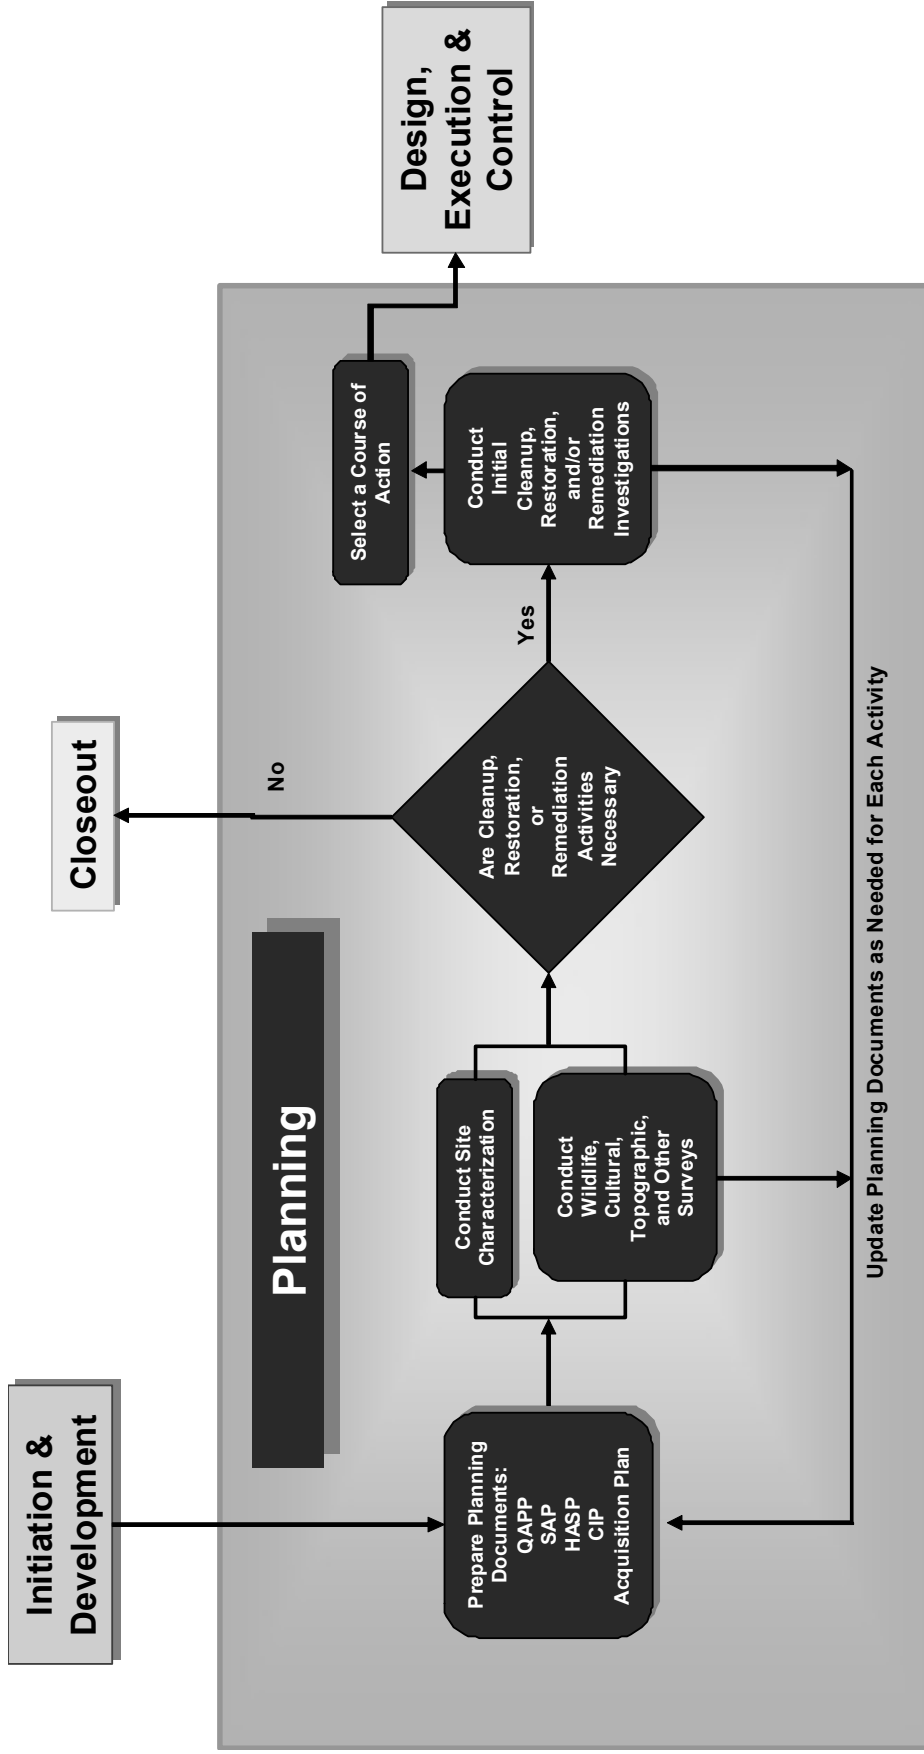 Initiation &
Development
Closeout
Planning
Prepare Planning
Documents:
QAPP
SAP
HASP
CIP
Acquisition Plan
Conduct Site
Characterization
Conduct
Wildlife,
Cultural,
Topographic,
and Other
Surveys
Are Cleanup,
Restoration,
or
Remediation
Activities
Necessary
No
Yes
Select a Course of
Action
Conduct
Initial
Cleanup,
Restoration,
and/or
Remediation
Investigations
Design,
Execution &
Control
Update Planning Documents as Needed for Each Activity